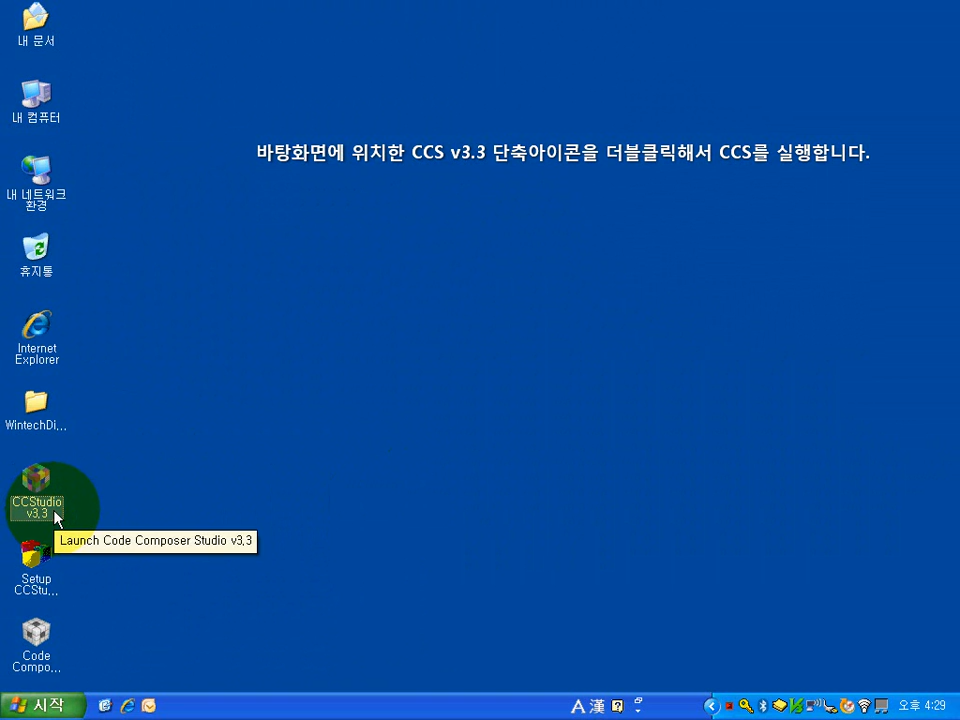 내 문서
바탕화면에 위치한 CCS v3.3 단축아이콘을 더블클릭해서 CCS를 실행합니다.
내 컴퓨터
내 네트워크
환경
휴지통
Internet
Explorer
WintechDi...
CCStudio
v3.3
Launch Code Composer Studio v3.3
Setup
CCStu...
Code
Compo...
시작
A 漢
오후 4:29